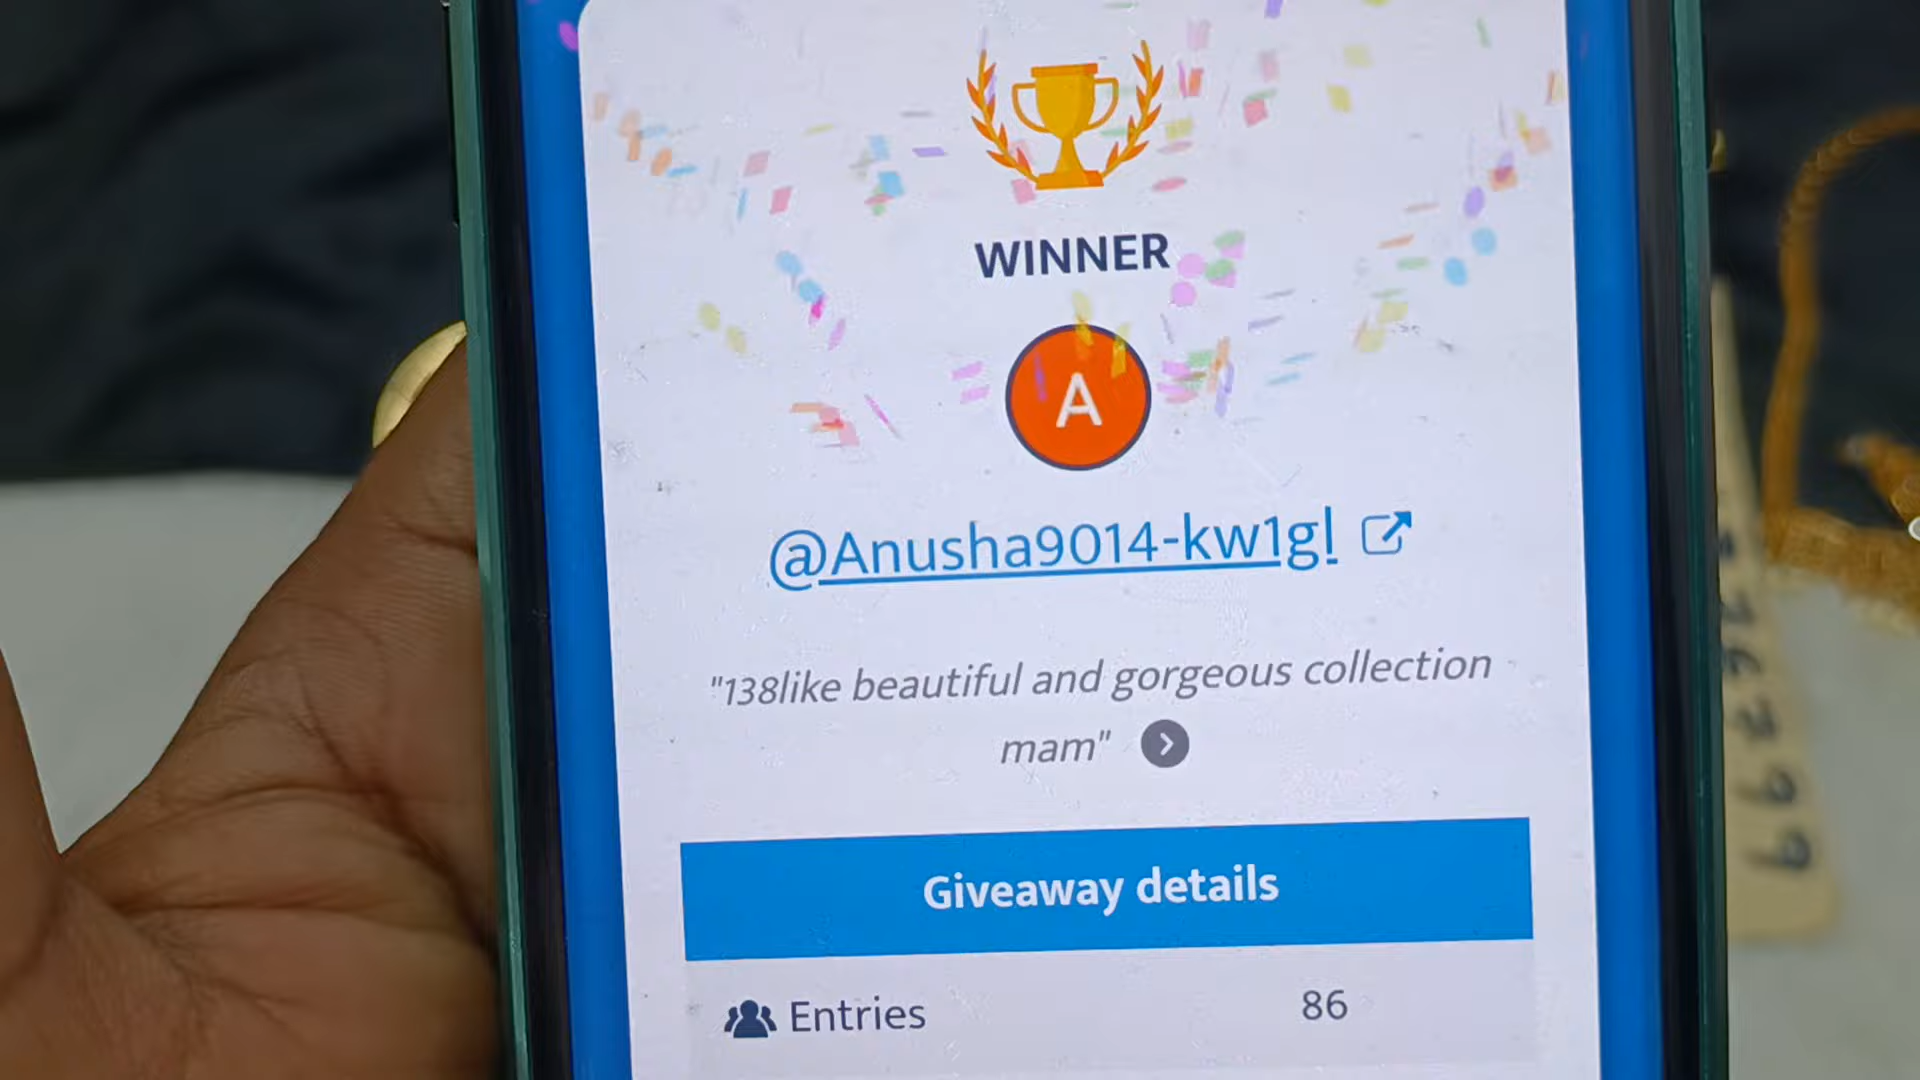 WINNER
A
@Anusha9014-kw1gl
"138like beautiful and gorgeous collection
mam"
Giveaway details
Entries 86